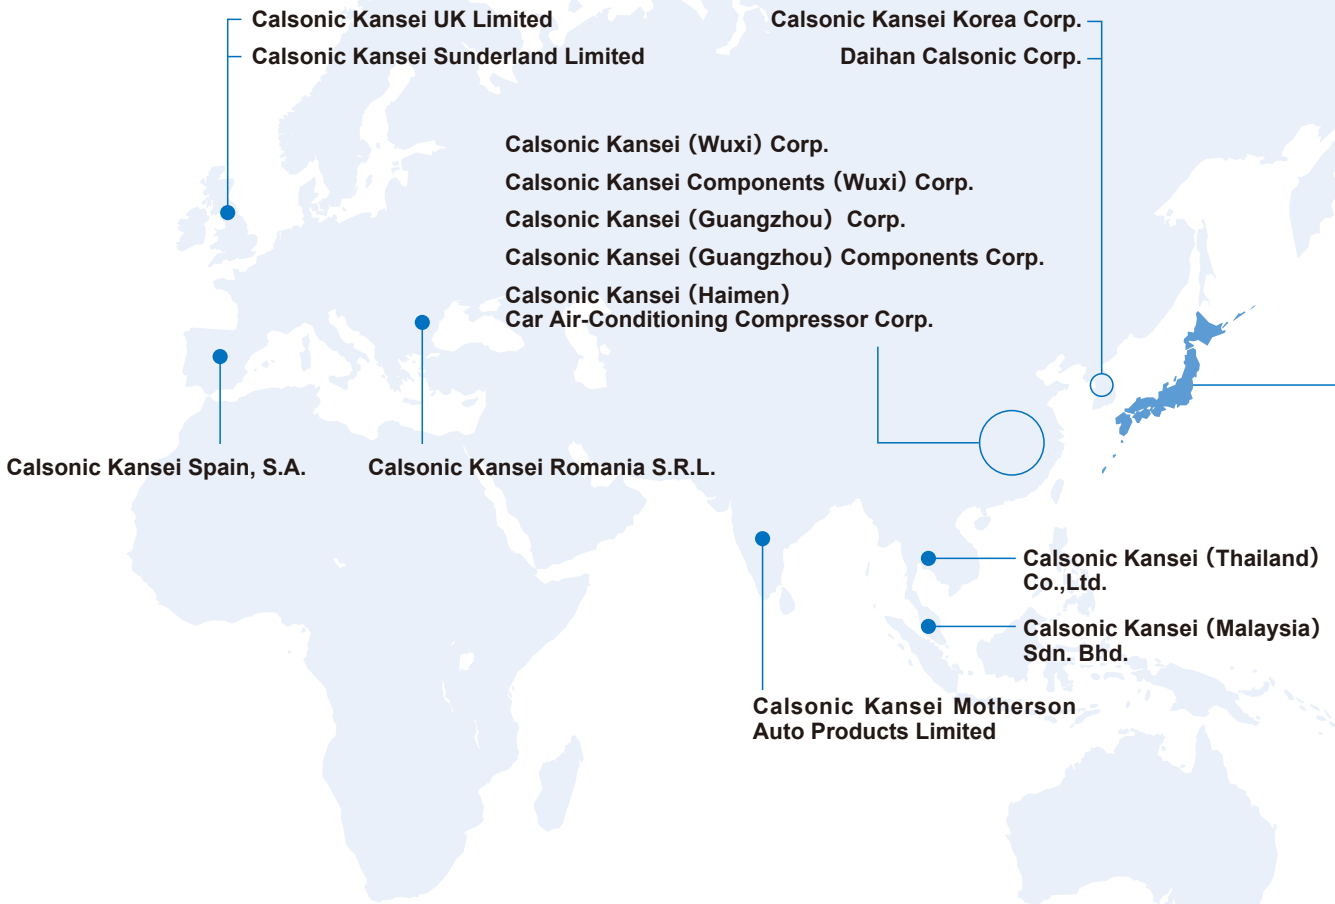 Calsonic Kansei UK Limited
Calsonic Kansei Sunderland Limited
Calsonic Kansei Korea Corp.
Daihan Calsonic Corp.
Calsonic Kansei（Wuxi）Corp.
Calsonic Kansei Components（Wuxi）Corp.
Calsonic Kansei（Guangzhou） Corp.
Calsonic Kansei（Guangzhou）Components Corp.
Calsonic Kansei（Haimen）
Car Air-Conditioning Compressor Corp.
Calsonic Kansei Spain, S.A.
Calsonic Kansei Romania S.R.L.
Calsonic Kansei（Thailand）
Co.,Ltd.
Calsonic Kansei（Malaysia）
Sdn. Bhd.
Calsonic Kansei Motherson
Auto Products Limited